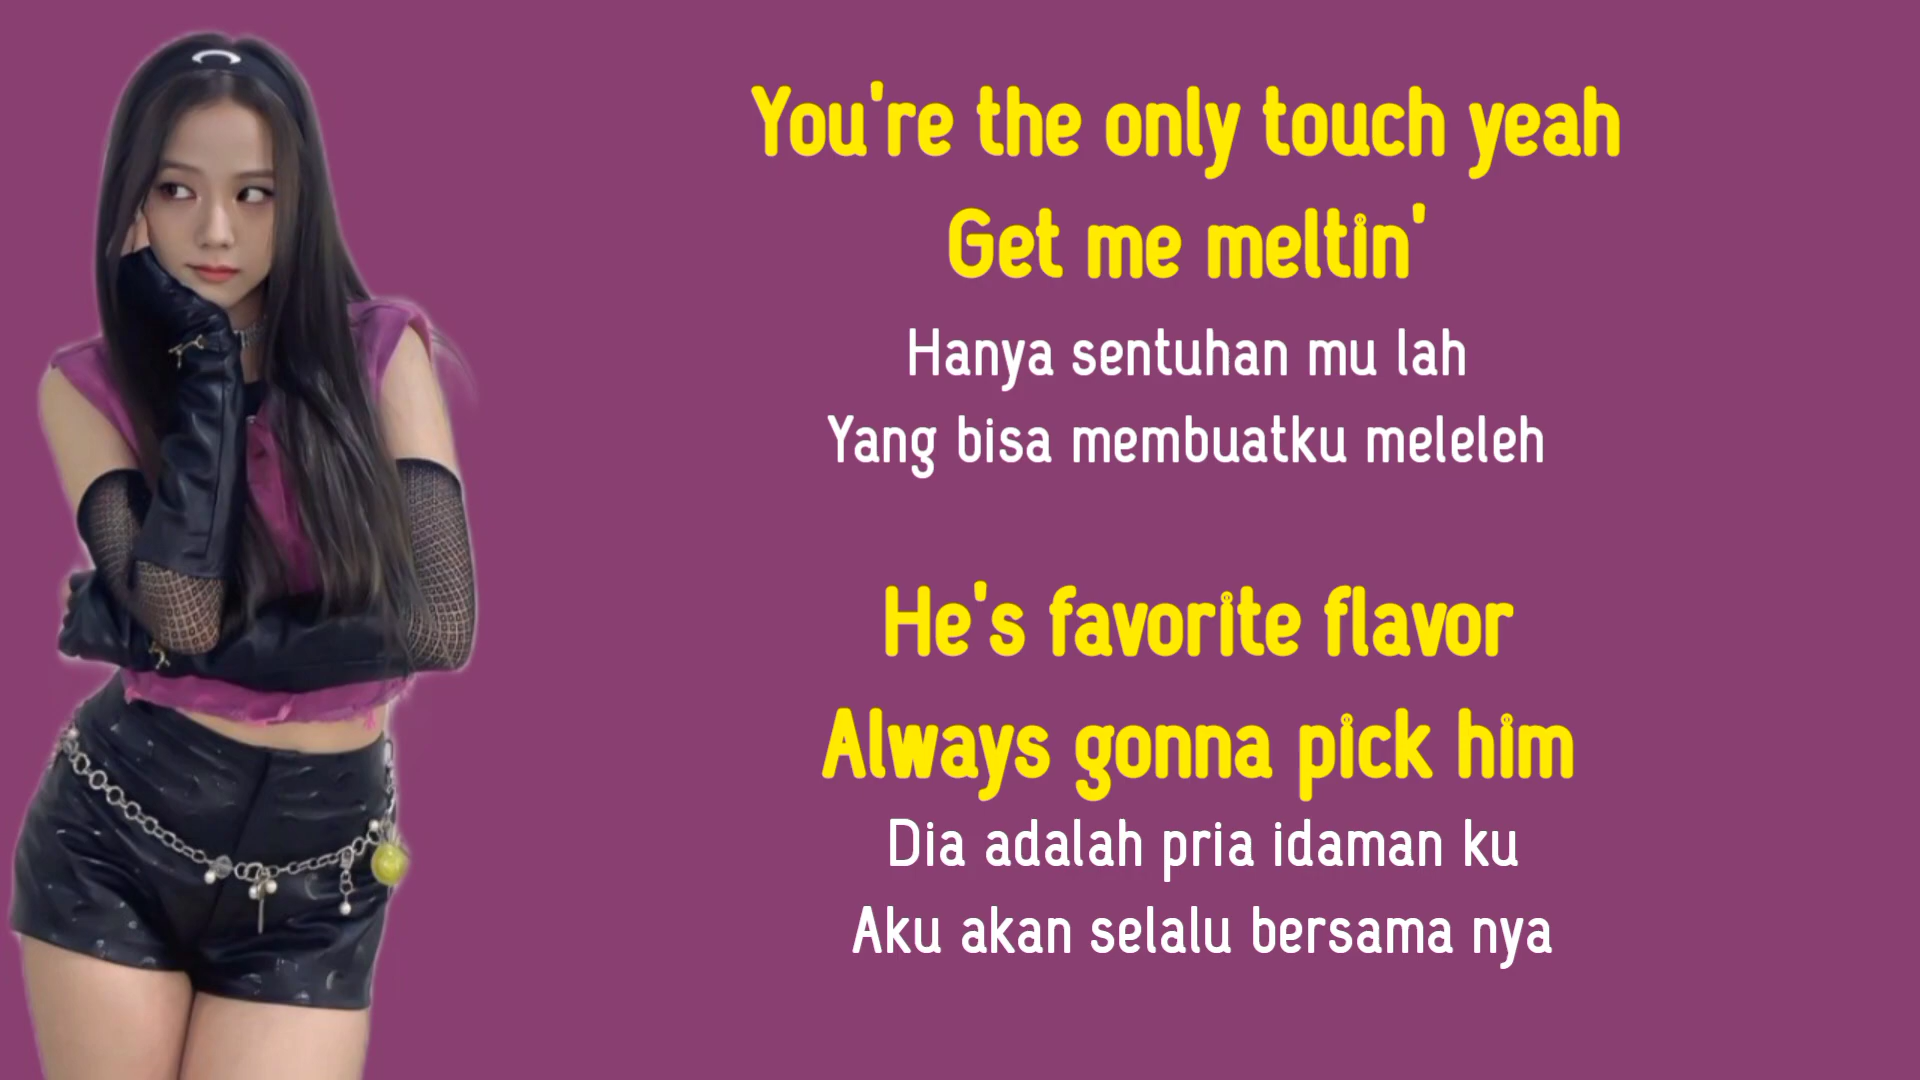 You're the only touch yeah
Get me meltin'
Hanya sentuhan mu lah
Yang bisa membuatku meleleh
He's favorite flavor
Always gonna pick him
Dia adalah pria idaman ku
Aku akan selalu bersama nya